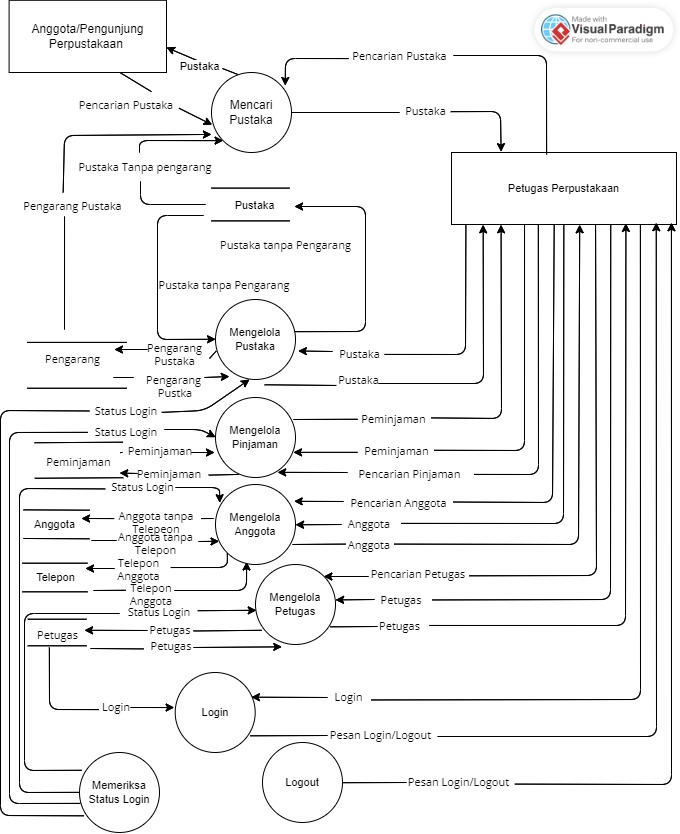 Made with
VisualParadigm
For non-commercial use
Anggota/Pengunjung
Perpustakaan
Pustaka
Pencarian Pustaka
Pencarian Pustaka
Mencari
Pustaka
Pustaka
Pustaka Tanpa pengarang
Petugas Perpustakaan
Pengarang Pustaka
Pustaka
Pustaka tanpa Pengarang
Pustaka tanpa Pengarang
Mengelola
Pustaka
Pengarang
Pustaka
Pustaka
Pengarang
Pengarang
Pustka
Pustaka
Status Login
Peminjaman
Status Login
Mengelola
Pinjaman
Peminjaman
Peminjaman
Peminjaman
Peminjaman
Pencarian Pinjaman
Status Login
Pencarian Anggota
Anggota
Anggota tanpa
Telepeon
Mengelola
Anggota
Anggota
Anggota tanpa
Telepon
Anggota
Telepon
Anggota
Telepon
Pencarian Petugas
Telepon
Anggota
Mengelola
Petugas
Petugas
Status Login
Petugas
Petugas
Petugas
Petugas
Login
Login
Login
Pesan Login/Logout
Memeriksa
Status Login
Logout
Pesan Login/Logout